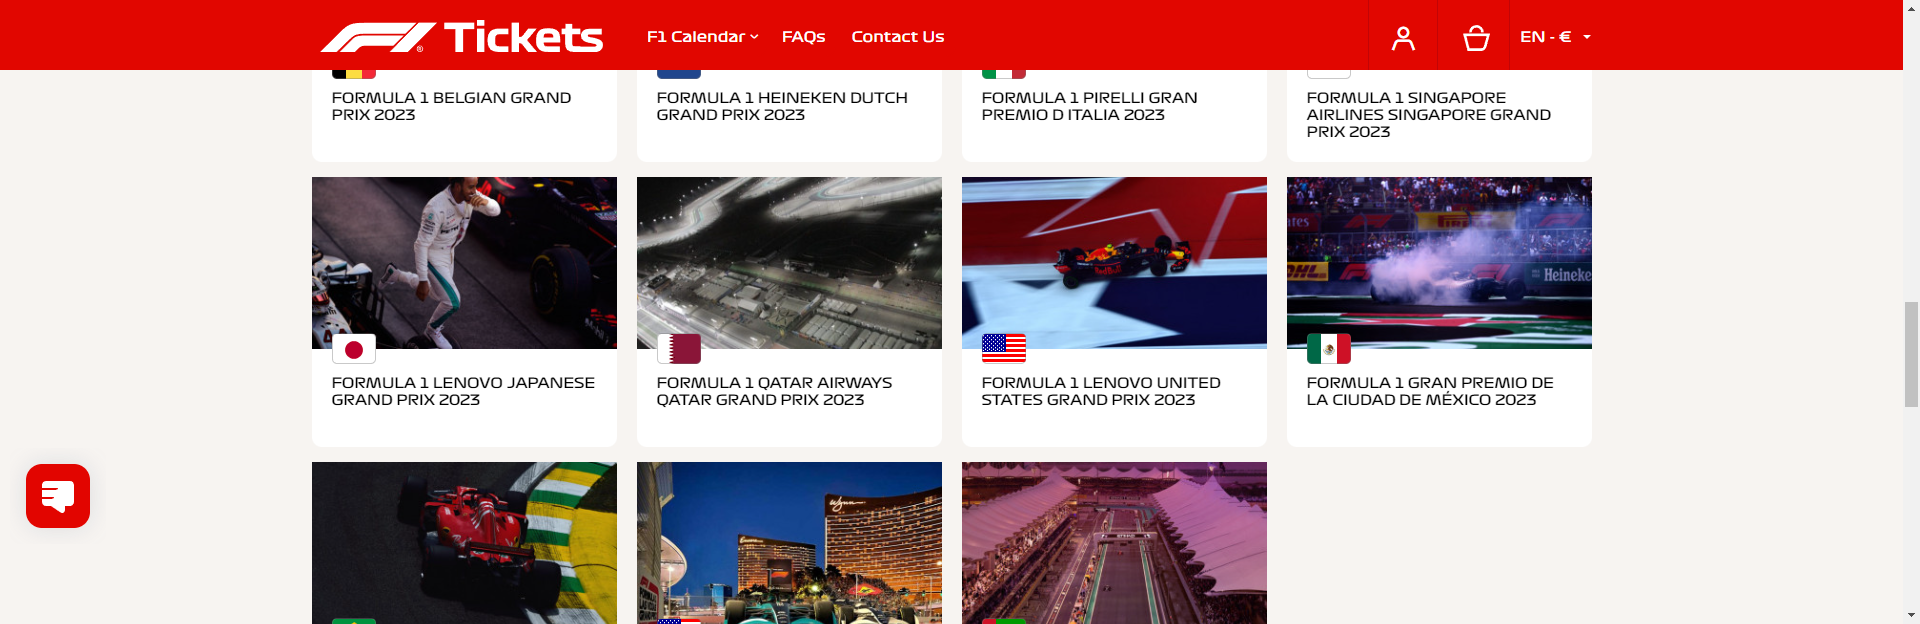 F1 Tickets
F1 Calendar
FAQs
Contact Us
EN - €
FORMULA 1 BELGIAN GRAND
PRIX 2023
FORMULA 1 HEINEKEN DUTCH
GRAND PRIX 2023
FORMULA 1 PIRELLI GRAN
PREMIO D ITALIA 2023
FORMULA 1 SINGAPORE
AIRLINES SINGAPORE GRAND
PRIX 2023
DHL
Heineke
FORMULA 1 LENOVO JAPANESE
GRAND PRIX 2023
FORMULA 1 QATAR AIRWAYS
QATAR GRAND PRIX 2023
FORMULA 1 LENOVO UNITED
STATES GRAND PRIX 2023
FORMULA 1 GRAN PREMIO DE
LA CIUDAD DE MÉXICO 2023
wynn